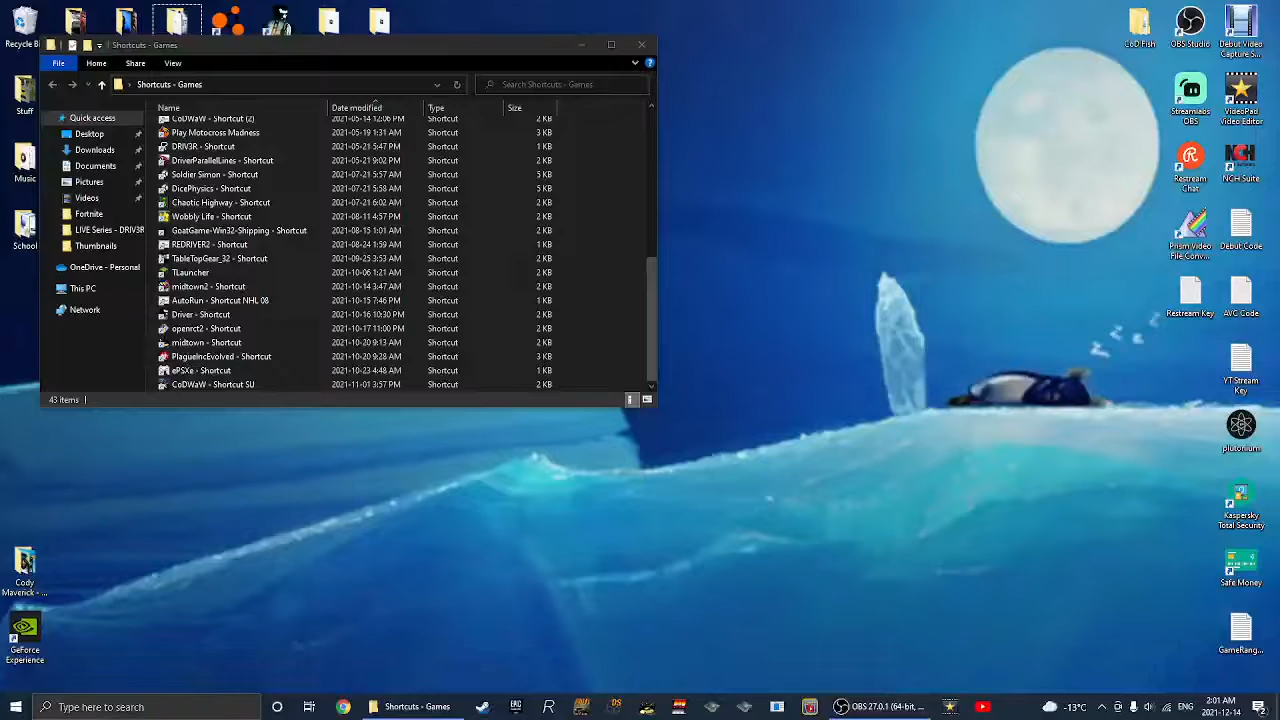 Shortcuts - Games
File Home Share View
Shortcuts - Games
Search Shortcuts - Games
Name Date modified Type Size
Quick access
Desktop
Downloads
Documents
Pictures
Videos
Fortnite
LIVE Series - DRIV3R
Thumbnails
OneDrive - Personal
This PC
Network
CoDWaW - Shortcut (2) 2021-05-14 12:06 PM Shortcut 2 KB
Play Motocross Madness 2021-05-19 1:31 AM Shortcut 3 KB
DRIV3R - Shortcut 2021-05-21 5:47 PM Shortcut 1 KB
DriverParallelLines - Shortcut 2021-05-21 9:02 PM Shortcut 2 KB
Soldier Simon - Shortcut 2021-07-21 5:57 AM Shortcut 5 KB
DicePhysics - Shortcut 2021-07-21 5:58 AM Shortcut 5 KB
Chaotic Highway - Shortcut 2021-07-21 6:02 AM Shortcut 2 KB
Wobbly Life - Shortcut 2021-08-11 4:57 PM Shortcut 2 KB
GoatGame-Win32-Shipping - Shortcut 2021-08-15 1:01 AM Shortcut 2 KB
REDRIVER2 - Shortcut 2021-08-24 1:59 AM Shortcut 1 KB
TableTopGear_32 - Shortcut 2021-09-25 3:53 AM Shortcut 2 KB
TLauncher 2021-10-06 1:21 AM Shortcut 2 KB
midtown2 - Shortcut 2021-10-14 3:47 AM Shortcut 2 KB
AutoRun - Shortcut NHL 08 2021-10-15 7:46 PM Shortcut 1 KB
Driver - Shortcut 2021-10-16 10:30 PM Shortcut 2 KB
openrct2 - Shortcut 2021-10-17 11:00 PM Shortcut 2 KB
midtown - Shortcut 2021-10-20 9:13 AM Shortcut 2 KB
PlagueIncEvolved - Shortcut 2021-10-20 9:28 AM Shortcut 3 KB
ePSXe - Shortcut 2021-10-23 4:48 AM Shortcut 1 KB
CoDWaW - Shortcut SU 2021-11-01 3:57 PM Shortcut 2 KB
43 items
Recycle B
Stuff
Music
School
Cody
Maverick - ...
GeForce
Experience
CoD Fish
OBS Studio
Debut Video
Capture S...
Streamlabs
OBS
VideoPad
Video Editor
Restream
Chat
NCH Suite
Prism Video
File Conv...
Debut Code
Restream Key
AVC Code
YT Stream
Key
plutonium
Kaspersky
Total Security
Safe Money
GameRang...
Type here to search
Shortcuts - Games
EPIC
DS
OBS 27.0.1 (64-bit, ...
-13°C
ENG
2:01 AM
2021-12-14